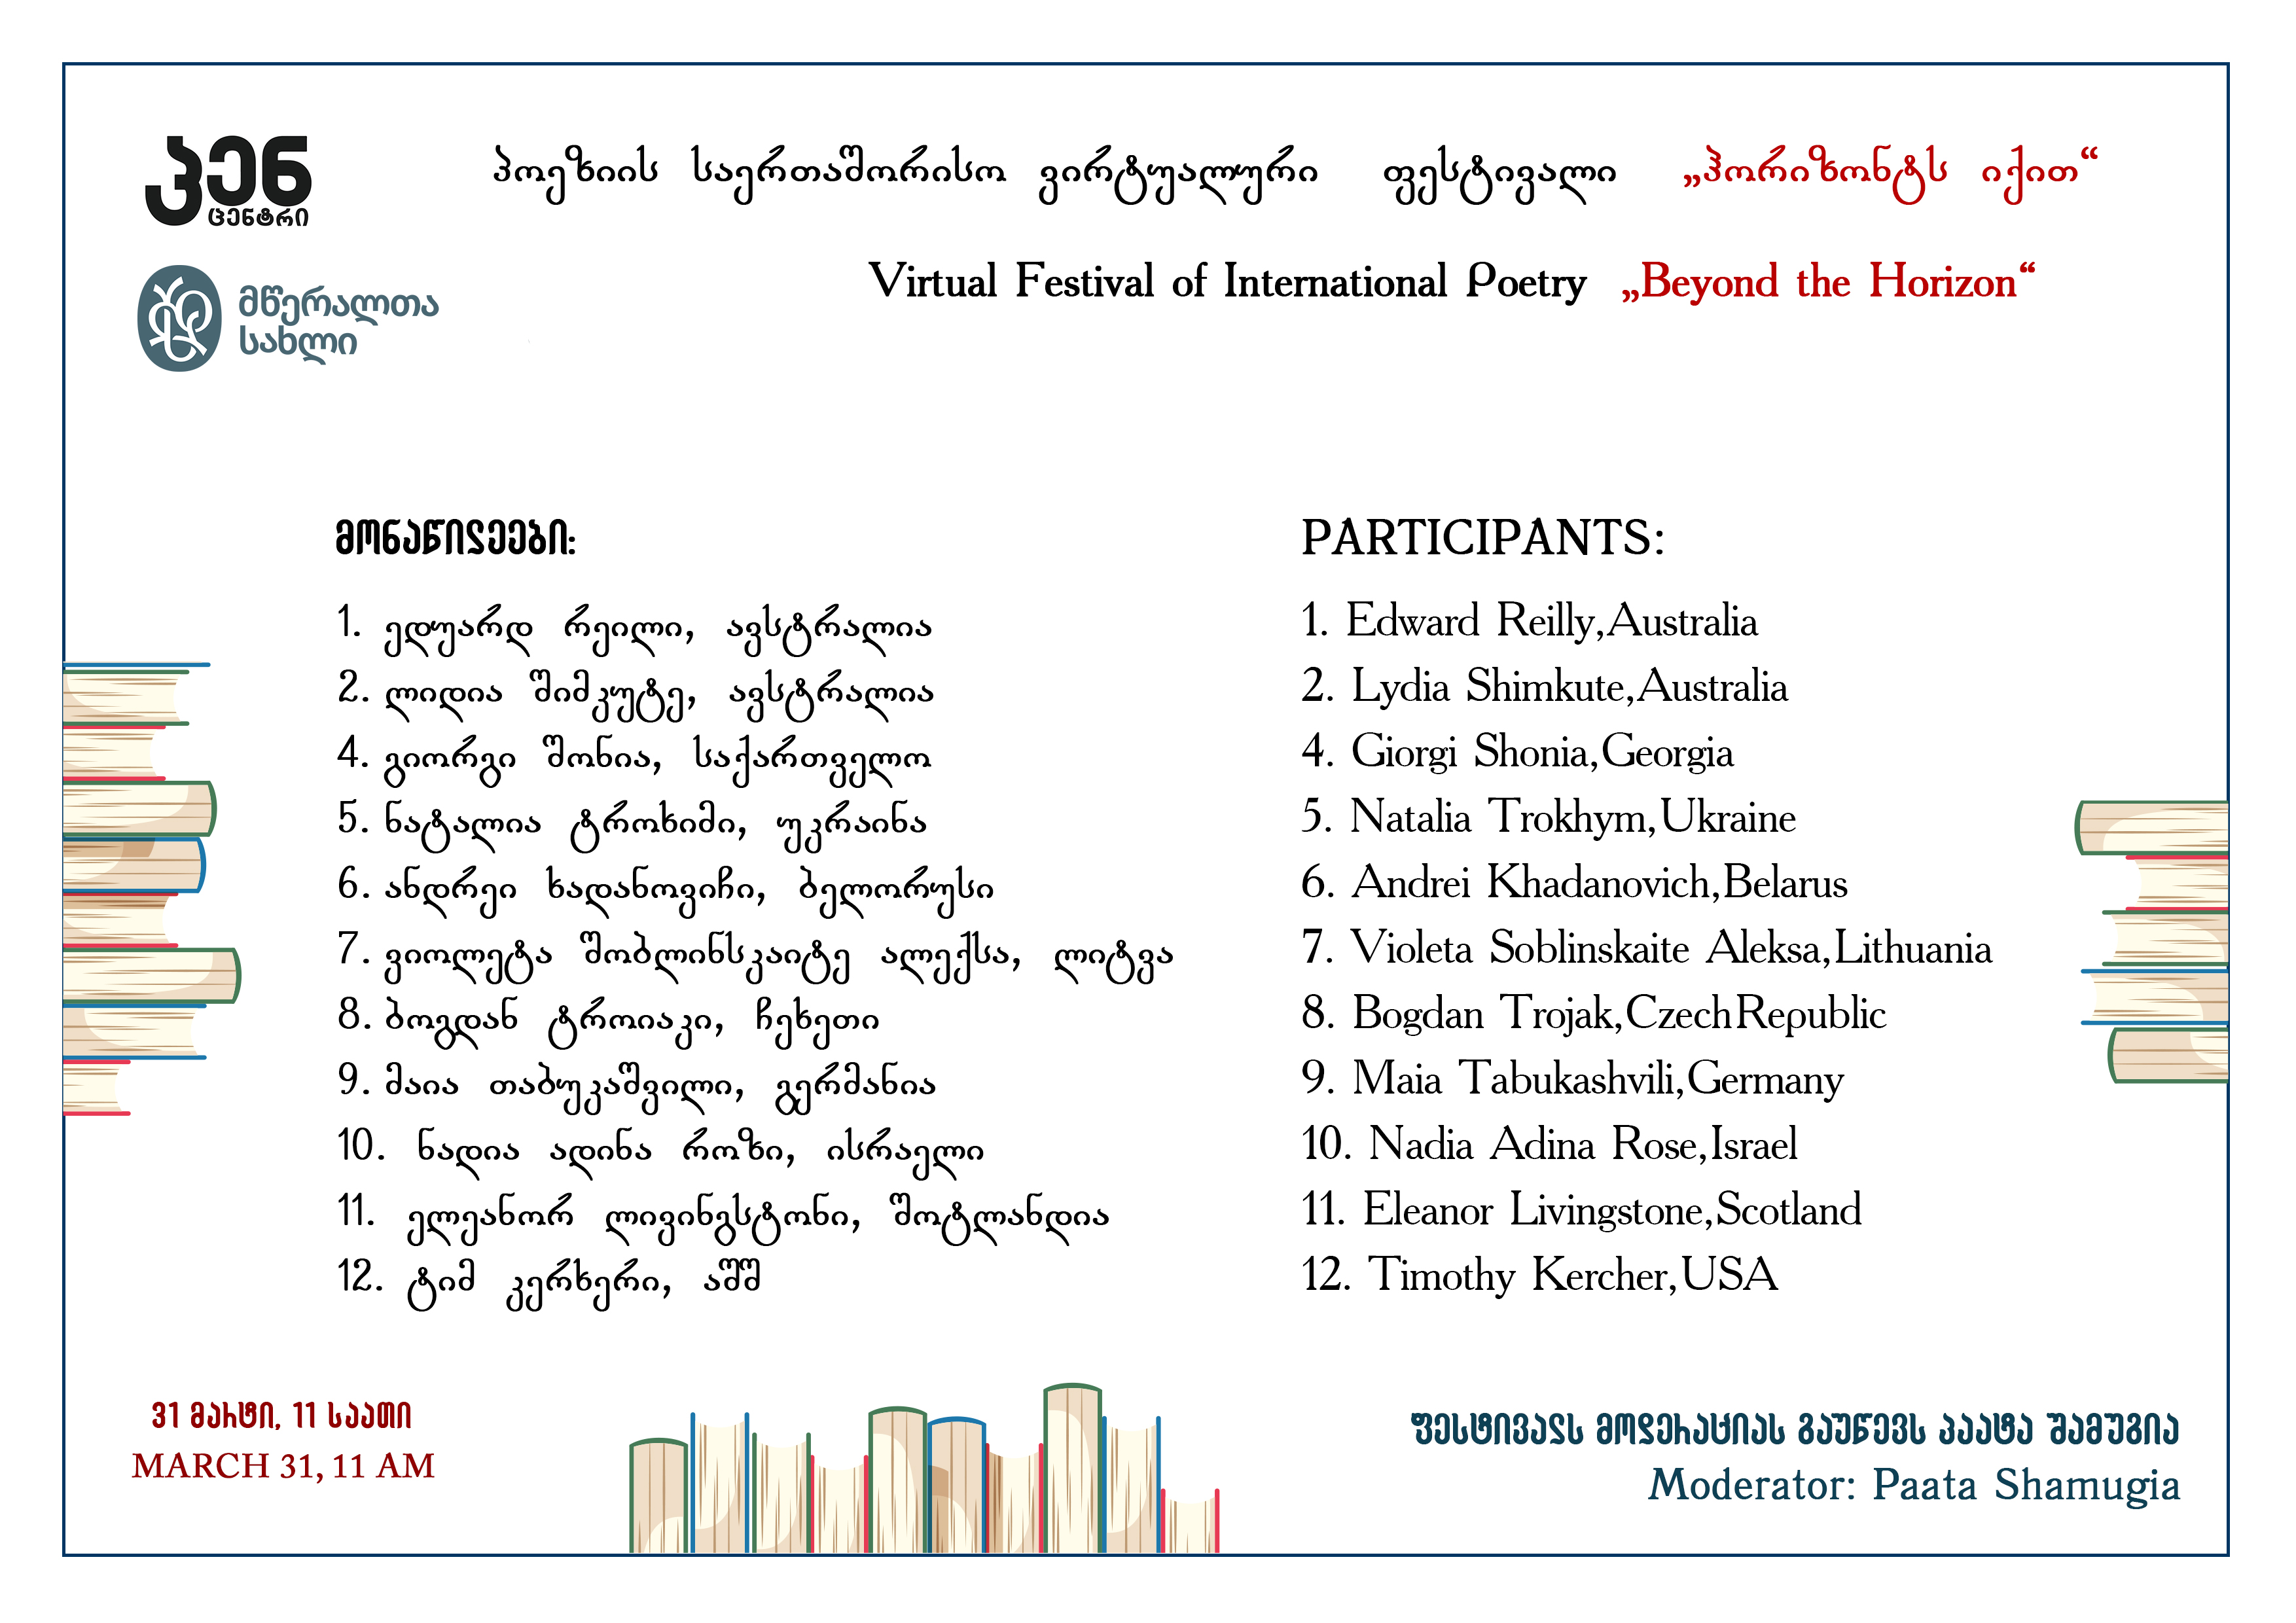 პენ
ცენტრი
მწერალთა
სახლი
პოეზიის საერთაშორისო ვირტუალური ფესტივალი „ჰორიზონტს იქით“
Virtual Festival of International Poetry „Beyond the Horizon“
მონაწილეები:
1. ედუარდ რეილი, ავსტრალია
2. ლიდია შიმკუტე, ავსტრალია
4. გიორგი შონია, საქართველო
5. ნატალია ტროხიმი, უკრაინა
6. ანდრეი ხადანოვიჩი, ბელორუსი
7. ვიოლეტა შობლინსკაიტე ალექსა, ლიტვა
8. ბოგდან ტროიაკი, ჩეხეთი
9. მაია თაბუკაშვილი, გერმანია
10. ნადია ადინა როზი, ისრაელი
11. ელეანორ ლივინგსტონი, შოტლანდია
12. ტიმ კერხერი, აშშ
PARTICIPANTS:
1. Edward Reilly,Australia
2. Lydia Shimkute,Australia
4. Giorgi Shonia,Georgia
5. Natalia Trokhym,Ukraine
6. Andrei Khadanovich,Belarus
7. Violeta Soblinskaite Aleksa,Lithuania
8. Bogdan Trojak,CzechRepublic
9. Maia Tabukashvili,Germany
10. Nadia Adina Rose,Israel
11. Eleanor Livingstone,Scotland
12. Timothy Kercher,USA
31 მარტი, 11 საათი
MARCH 31, 11 AM
ფესტივალს მოდერაციას გაუწევს პაატა შამუგია
Moderator: Paata Shamugia